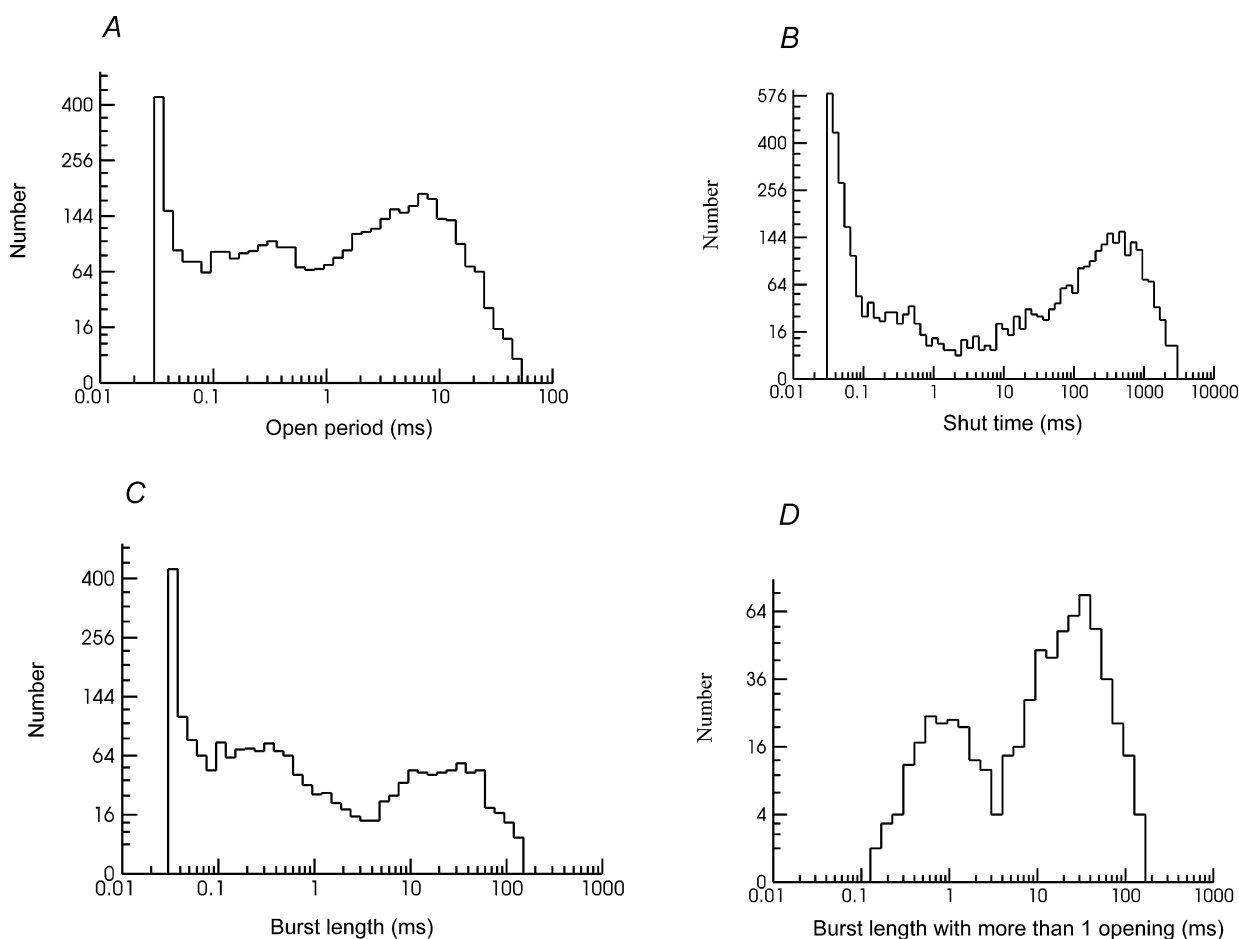 A
Number
400
256
144
64
16
0
0.01 0.1 1 10 100
Open period (ms)
B
Number
576
400
256
144
64
16
0
0.01 0.1 1 10 100 1000 10000
Shut time (ms)
C
Number
400
256
144
64
16
0
0.01 0.1 1 10 100 1000
Burst length (ms)
D
Number
64
36
16
4
0
0.01 0.1 1 10 100 1000
Burst length with more than 1 opening (ms)